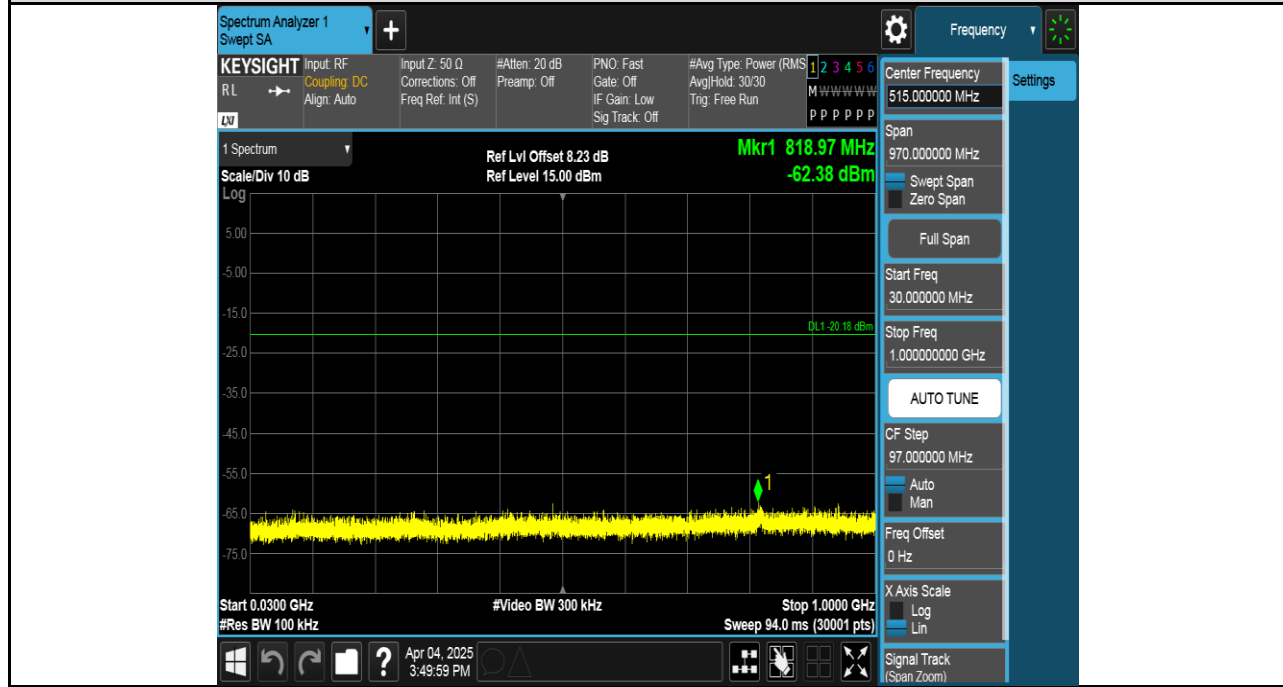 Spectrum Analyzer 1
Swept SA
+
Frequency
KEYSIGHT
RL
LXI
Input: RF
Coupling: DC
Align: Auto
Input Z: 50 Ω
Corrections: Off
Freq Ref: Int (S)
#Atten: 20 dB
Preamp: Off
PNO: Fast
Gate: Off
IF Gain: Low
Sig Track: Off
#Avg Type: Power (RMS
Avg|Hold: 30/30
Trig: Free Run
1 2 3 4 5 6
M W W W W W
P P P P P P
Center Frequency
515.000000 MHz
Settings
1 Spectrum
Scale/Div 10 dB
Ref Lvl Offset 8.23 dB
Ref Level 15.00 dBm
Mkr1 818.97 MHz
-62.38 dBm
Log
5.00
-5.00
-15.0
-25.0
-35.0
-45.0
-55.0
-65.0
-75.0
DL1 -20.18 dBm
1
Start 0.0300 GHz
#Res BW 100 kHz
#Video BW 300 kHz
Stop 1.0000 GHz
Sweep 94.0 ms (30001 pts)
Span
970.000000 MHz
Swept Span
Zero Span
Full Span
Start Freq
30.000000 MHz
Stop Freq
1.000000000 GHz
AUTO TUNE
CF Step
97.000000 MHz
Auto
Man
Freq Offset
0 Hz
X Axis Scale
Log
Lin
Signal Track
(Span Zoom)
?
Apr 04, 2025
3:49:59 PM